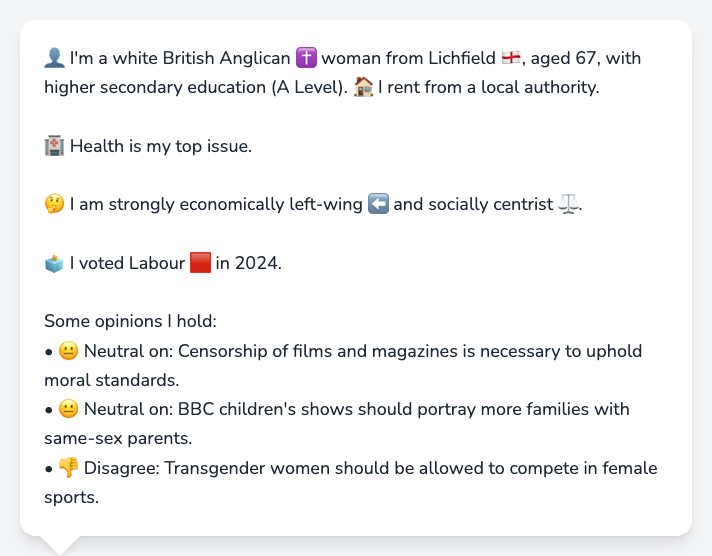 👤 I'm a white British Anglican ✝️ woman from Lichfield 🏴󠁧󠁢󠁥󠁮󠁧󠁿, aged 67, with
higher secondary education (A Level). 🏠 I rent from a local authority.
🏥 Health is my top issue.
🤔 I am strongly economically left-wing ⬅️ and socially centrist ⚖️.
🗳️ I voted Labour 🟥 in 2024.
Some opinions I hold:
• 😐 Neutral on: Censorship of films and magazines is necessary to uphold
moral standards.
• 😐 Neutral on: BBC children's shows should portray more families with
same-sex parents.
• 👎 Disagree: Transgender women should be allowed to compete in female
sports.